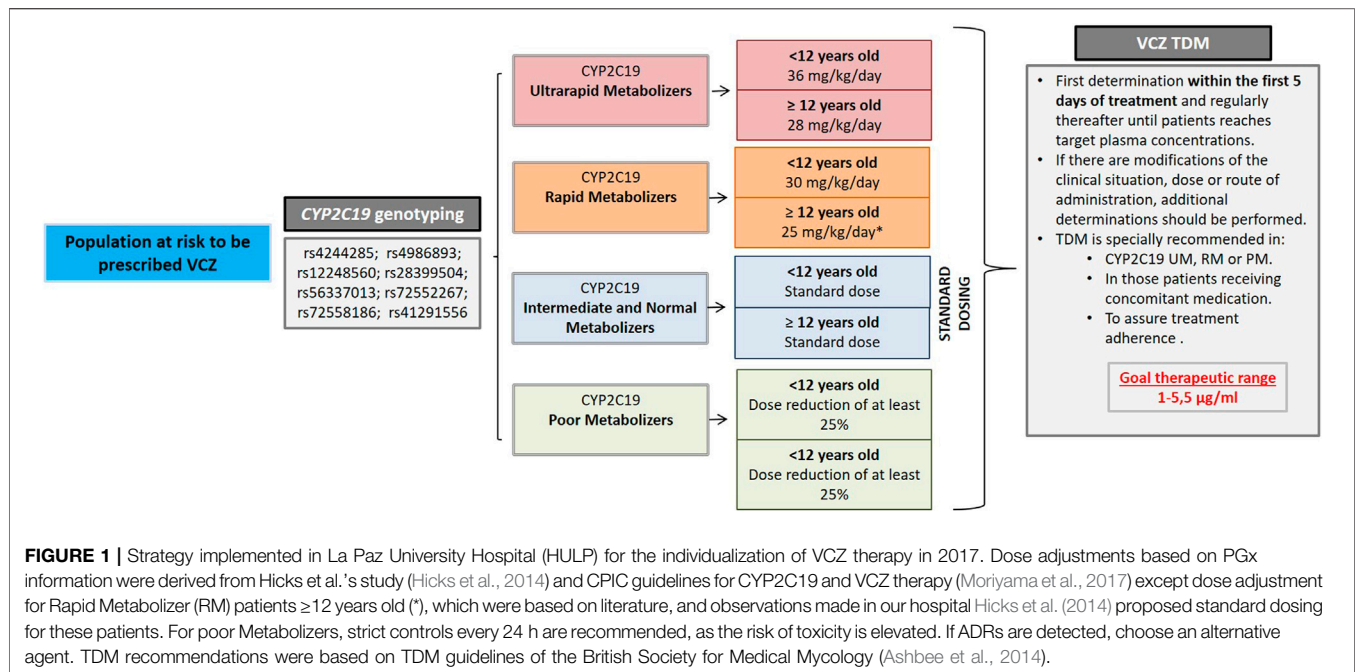 Population at risk to be
prescribed VCZ
CYP2C19 genotyping
rs4244285; rs4986893;
rs12248560; rs28399504;
rs56337013; rs72552267;
rs72558186; rs41291556
CYP2C19
Ultrarapid Metabolizers
<12 years old
36 mg/kg/day
≥ 12 years old
28 mg/kg/day
CYP2C19
Rapid Metabolizers
<12 years old
30 mg/kg/day
≥ 12 years old
25 mg/kg/day*
CYP2C19
Intermediate and Normal
Metabolizers
<12 years old
Standard dose
≥ 12 years old
Standard dose
CYP2C19
Poor Metabolizers
<12 years old
Dose reduction of at least
25%
<12 years old
Dose reduction of at least
25%
STANDARD
DOSING
VCZ TDM
• First determination within the first 5
days of treatment and regularly
thereafter until patients reaches
target plasma concentrations.
• If there are modifications of the
clinical situation, dose or route of
administration, additional
determinations should be performed.
• TDM is specially recommended in:
• CYP2C19 UM, RM or PM.
• In those patients receiving
concomitant medication.
• To assure treatment
adherence .
Goal therapeutic range
1-5,5 µg/ml
FIGURE 1 | Strategy implemented in La Paz University Hospital (HULP) for the individualization of VCZ therapy in 2017. Dose adjustments based on PGx
information were derived from Hicks et al.'s study (Hicks et al., 2014) and CPIC guidelines for CYP2C19 and VCZ therapy (Moriyama et al., 2017) except dose adjustment
for Rapid Metabolizer (RM) patients ≥12 years old (*), which were based on literature, and observations made in our hospital Hicks et al. (2014) proposed standard dosing
for these patients. For poor Metabolizers, strict controls every 24 h are recommended, as the risk of toxicity is elevated. If ADRs are detected, choose an alternative
agent. TDM recommendations were based on TDM guidelines of the British Society for Medical Mycology (Ashbee et al., 2014).